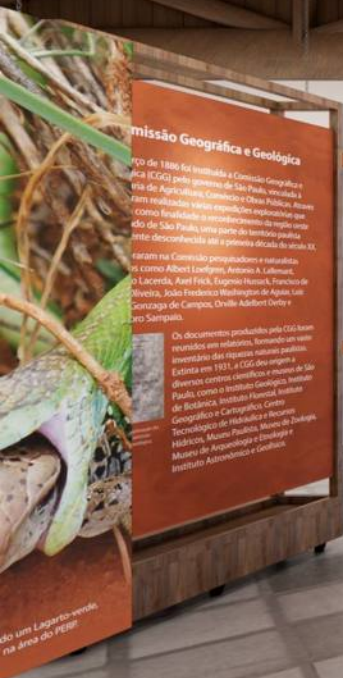 missão Geográfica e Geológica
rço de 1886 foi instituída a Comissão Geográfica e
ica (CGG) pelo governo de São Paulo, vinculada à
ria de Agricultura, Comércio e Obras Públicas. Através
ram realizadas várias expedições exploratórias que
como finalidade o reconhecimento da região oeste
do de São Paulo, uma parte do território paulista
ente desconhecida até a primeira década do século XX.
aram na Comissão pesquisadores e naturalistas
s como Albert Loefgren, Antonio A. Lallemant,
o Lacerda, Axel Frick, Eugenio Hussack, Francisco de
Oliveira, João Frederico Washington de Aguiar, Luiz
Gonzaga de Campos, Orville Adelbert Derby e
oro Sampaio.
Os documentos produzidos pela CGG foram
reunidos em relatórios, formando um vasto
inventário das riquezas naturais paulistas.
Extinta em 1931, a CGG deu origem a
diversos centros científicos e museus de São
Paulo, como o Instituto Geológico, Instituto
de Botânica, Instituto Florestal, Instituto
Geográfico e Cartográfico, Centro
Tecnológico de Hidráulica e Recursos
Hídricos, Museu Paulista, Museu de Zoologia,
Museu de Arqueologia e Etnologia e
Instituto Astronômico e Geofísico.
do um Lagarto-verde,
na área do PERF.